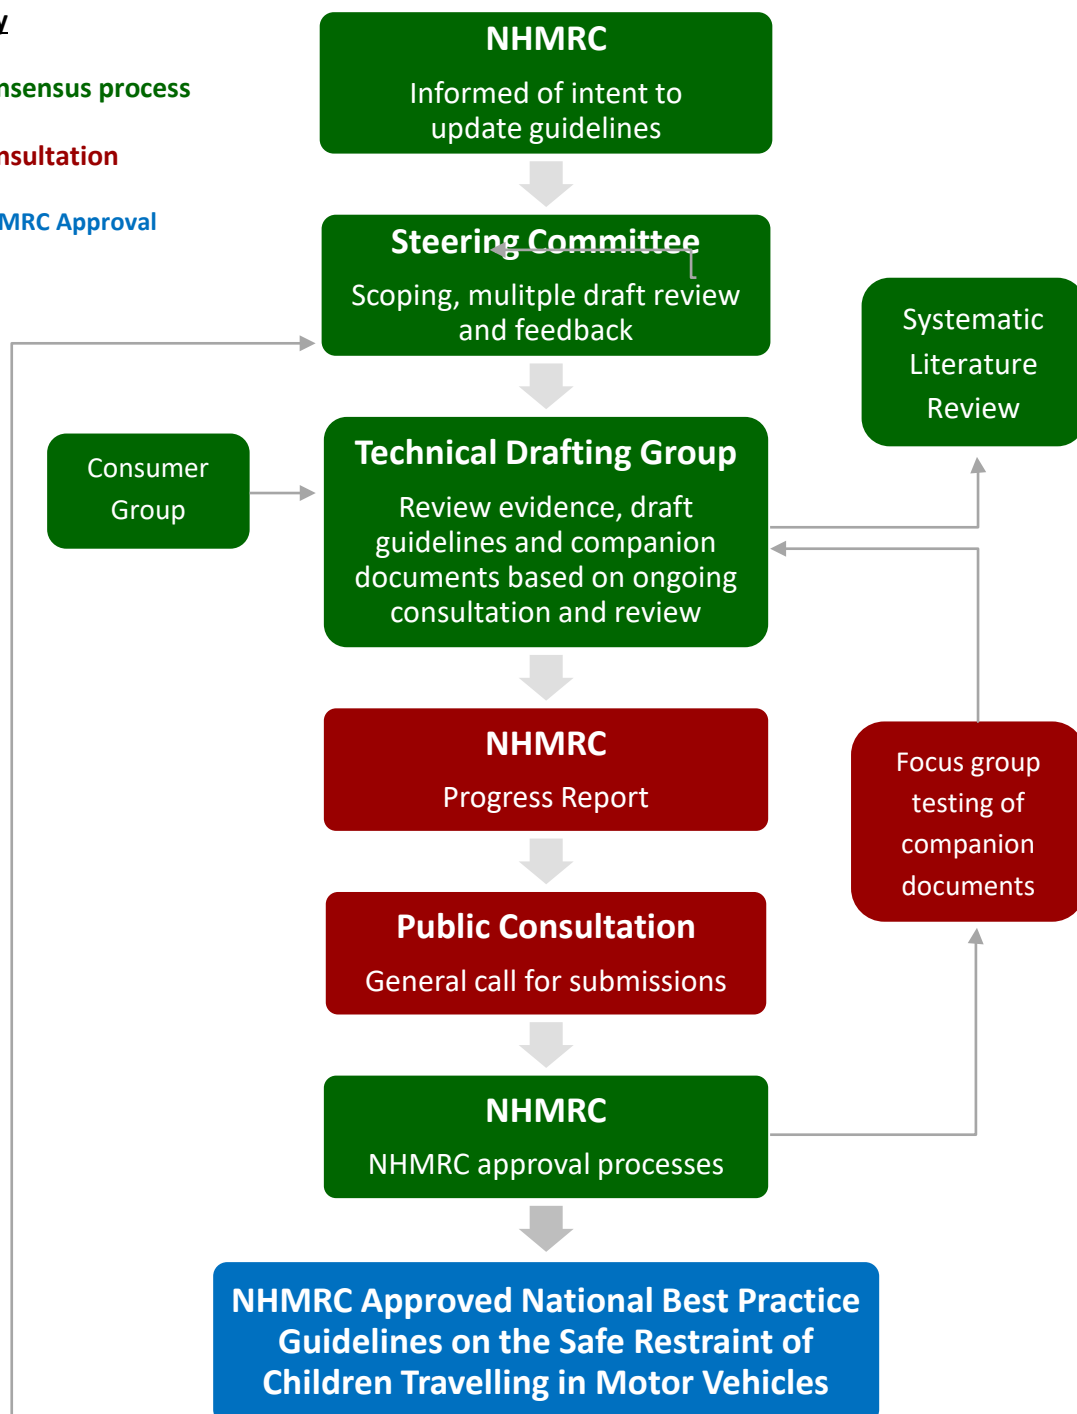 y
nsensus process
nsultation
MRC Approval
NHMRC
Informed of intent to
update guidelines
Steering Committee
Scoping, mulitple draft review
and feedback
Systematic
Literature
Review
Consumer
Group
Technical Drafting Group
Review evidence, draft
guidelines and companion
documents based on ongoing
consultation and review
NHMRC
Progress Report
Focus group
testing of
companion
documents
Public Consultation
General call for submissions
NHMRC
NHMRC approval processes
NHMRC Approved National Best Practice
Guidelines on the Safe Restraint of
Children Travelling in Motor Vehicles